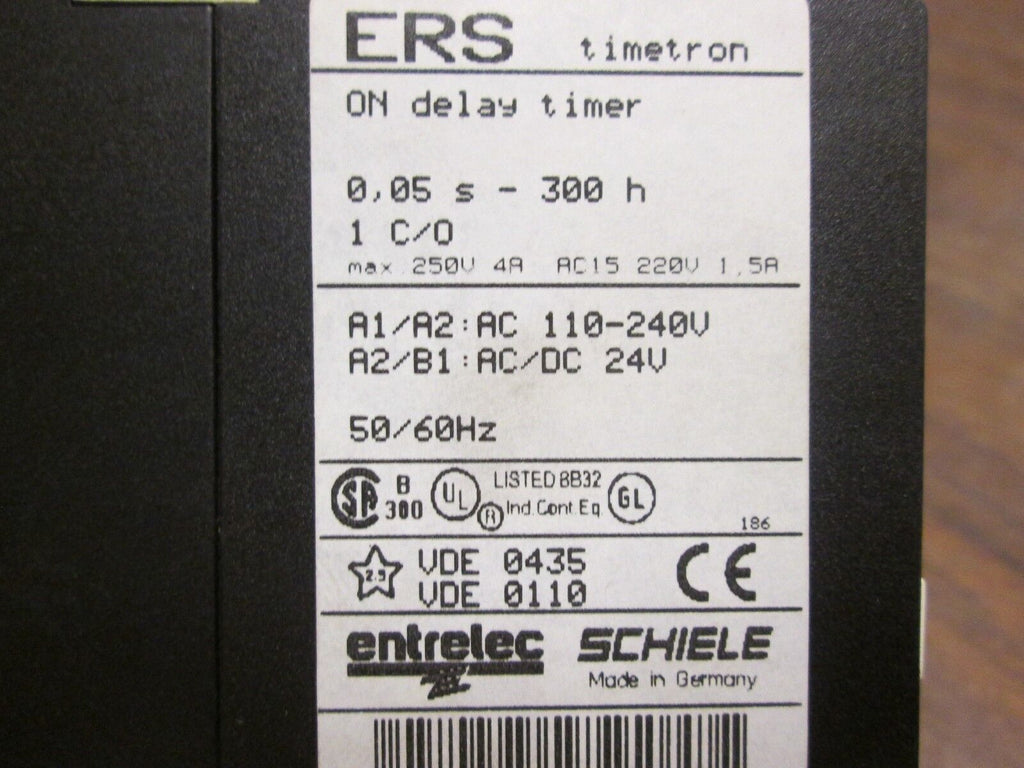 ERS timetron
ON delay timer
0,05 s - 300 h
1 C/O
max 250V 4A AC15 220V 1,5A
A1/A2:AC 110-240V
A2/B1:AC/DC 24V
50/60Hz
SA B 300 UL R LISTED 8B32 Ind.Cont.Eq. GL
186
2.5 VDE 0435
VDE 0110
CE
entrelec SCHIELE
Made in Germany